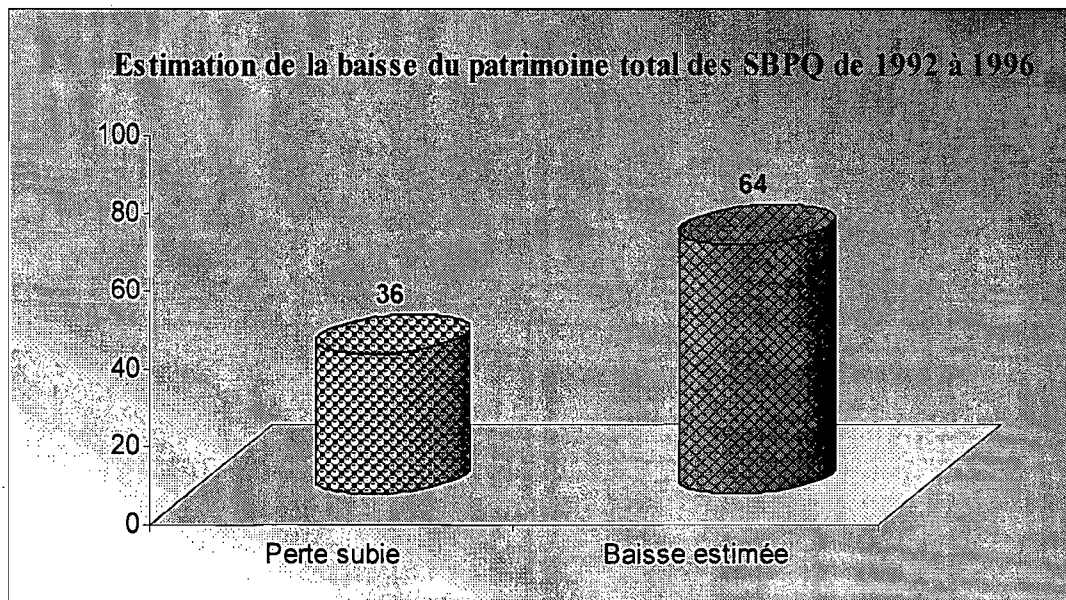 Estimation de la baisse du patrimoine total des SBPQ de 1992 à 1996
100
80
60
40
20
0
36
64
Perte subie
Baisse estimée